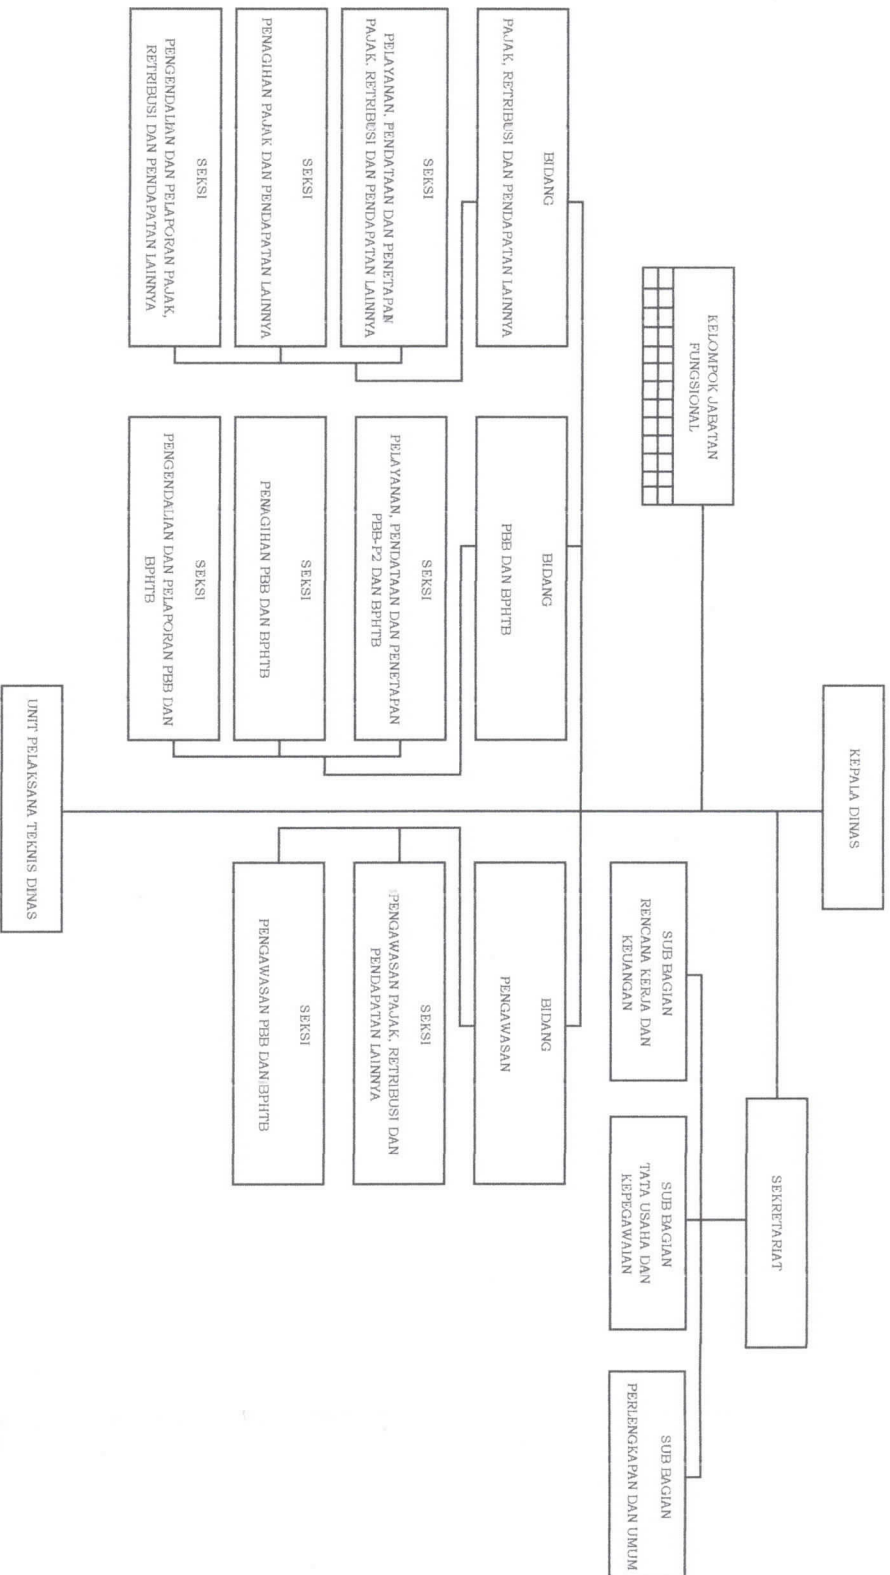 KEPALA DINAS
SEKRETARIAT
KELOMPOK JABATAN
FUNGSIONAL
SUB BAGIAN
RENCANA KERJA DAN
KEUANGAN
SUB BAGIAN
TATA USAHA DAN
KEPEGAWAIAN
SUB BAGIAN
PERLENGKAPAN DAN UMUM
BIDANG
PAJAK, RETRIBUSI DAN PENDAPATAN LAINNYA
BIDANG
PBB DAN BPHTB
BIDANG
PENGAWASAN
SEKSI
PELAYANAN, PENDATAAN DAN PENETAPAN
PAJAK, RETRIBUSI DAN PENDAPATAN LAINNYA
SEKSI
PENAGIHAN PAJAK DAN PENDAPATAN LAINNYA
SEKSI
PENGENDALIAN DAN PELAPORAN PAJAK,
RETRIBUSI DAN PENDAPATAN LAINNYA
SEKSI
PELAYANAN, PENDATAAN DAN PENETAPAN
PBB-P2 DAN BPHTB
SEKSI
PENAGIHAN PBB DAN BPHTB
SEKSI
PENGENDALIAN DAN PELAPORAN PBB DAN
BPHTB
SEKSI
PENGAWASAN PAJAK, RETRIBUSI DAN
PENDAPATAN LAINNYA
SEKSI
PENGAWASAN PBB DAN BPHTB
UNIT PELAKSANA TEKNIS DINAS